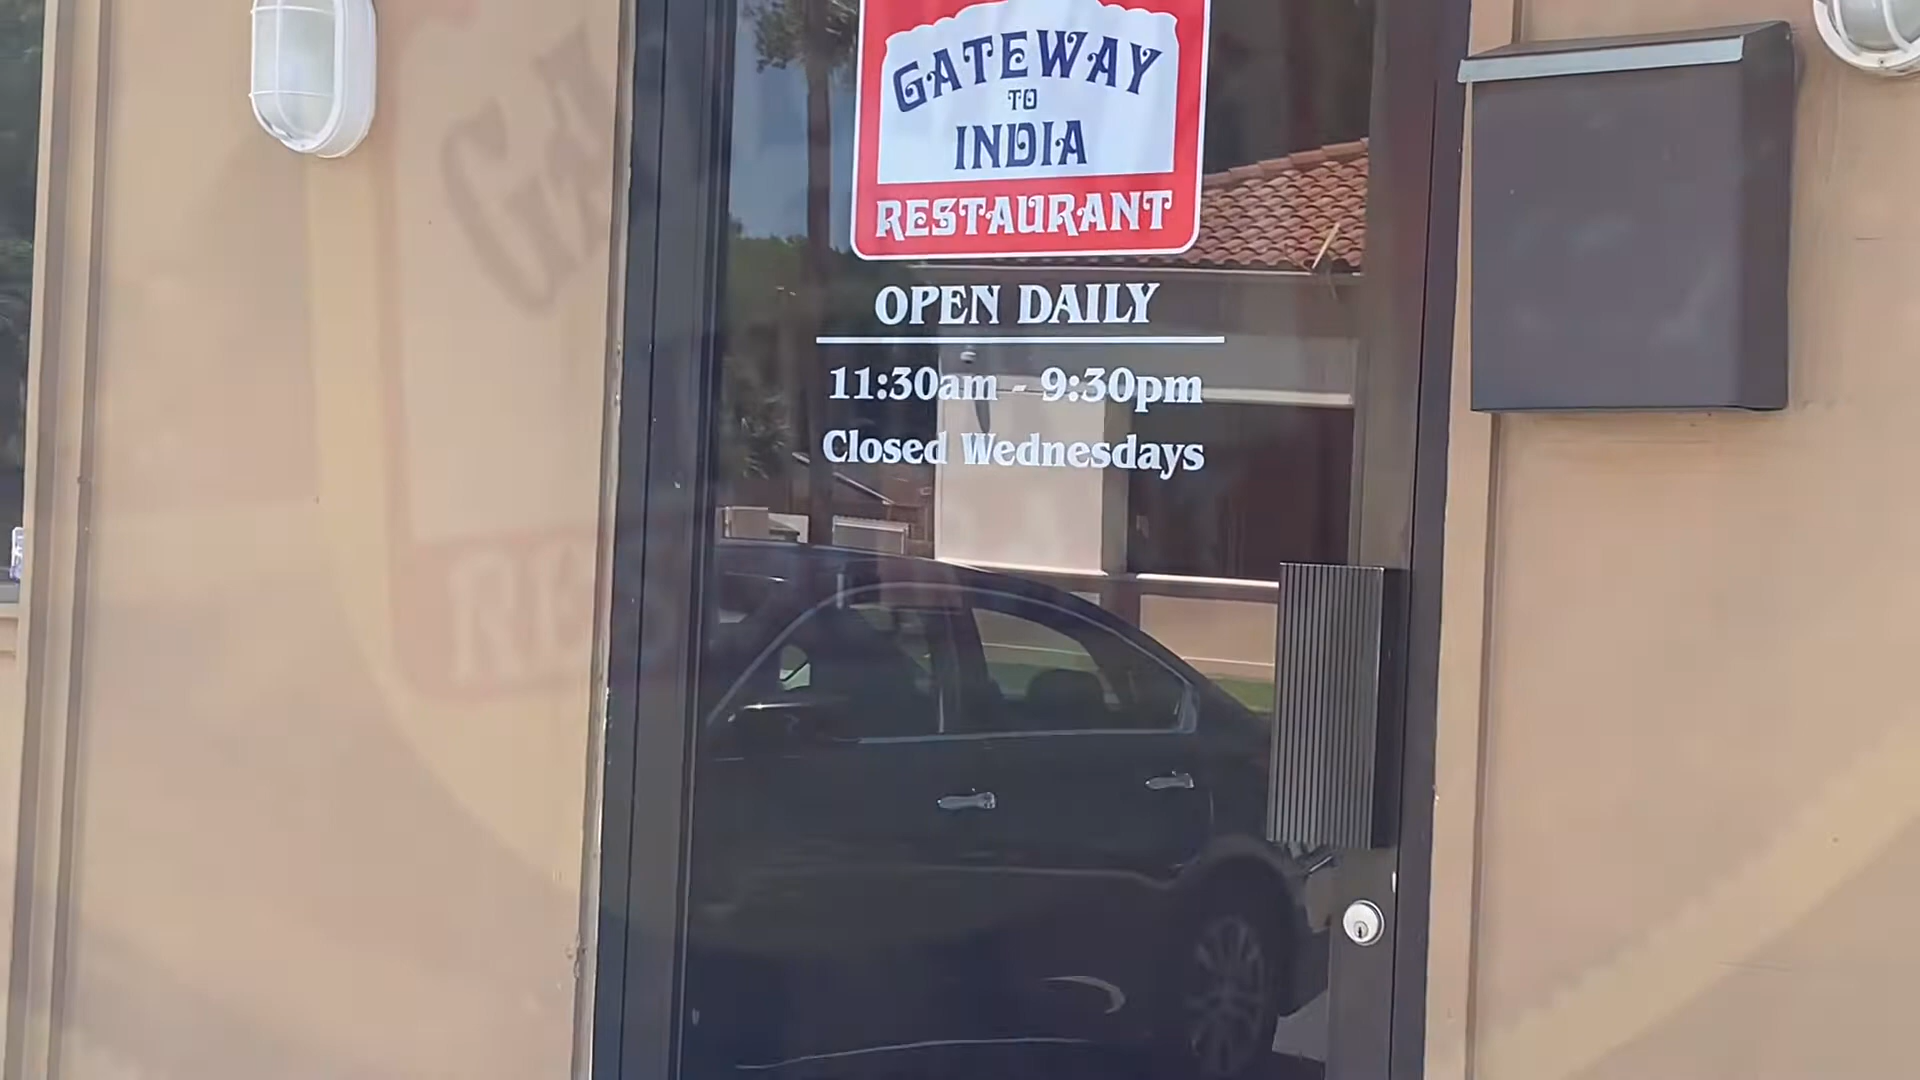 GATEWAY
TO
INDIA
RESTAURANT
OPEN DAILY
11:30am - 9:30pm
Closed Wednesdays